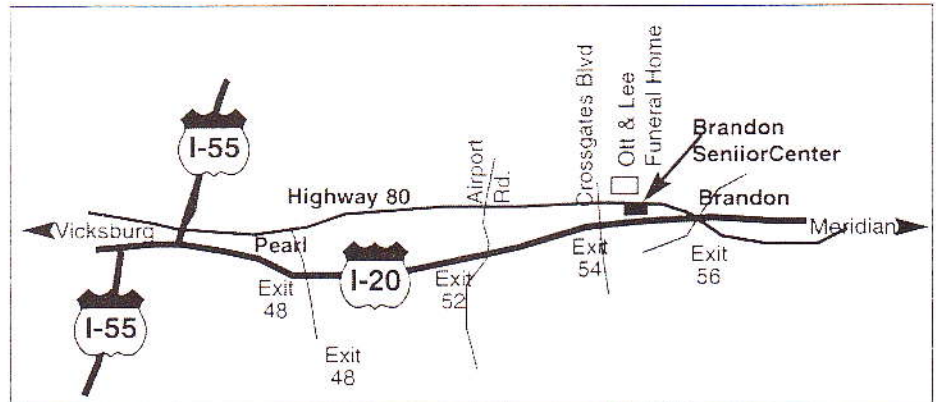 I-55
Highway 80
Airport
Rd.
Crossgates Blvd
Ott & Lee
Funeral Home
Brandon
SeniiorCenter
Brandon
Vicksburg
Pearl
Meridian
I-20
Exit
48
Exit
52
Exit
54
Exit
56
I-55
Exit
48